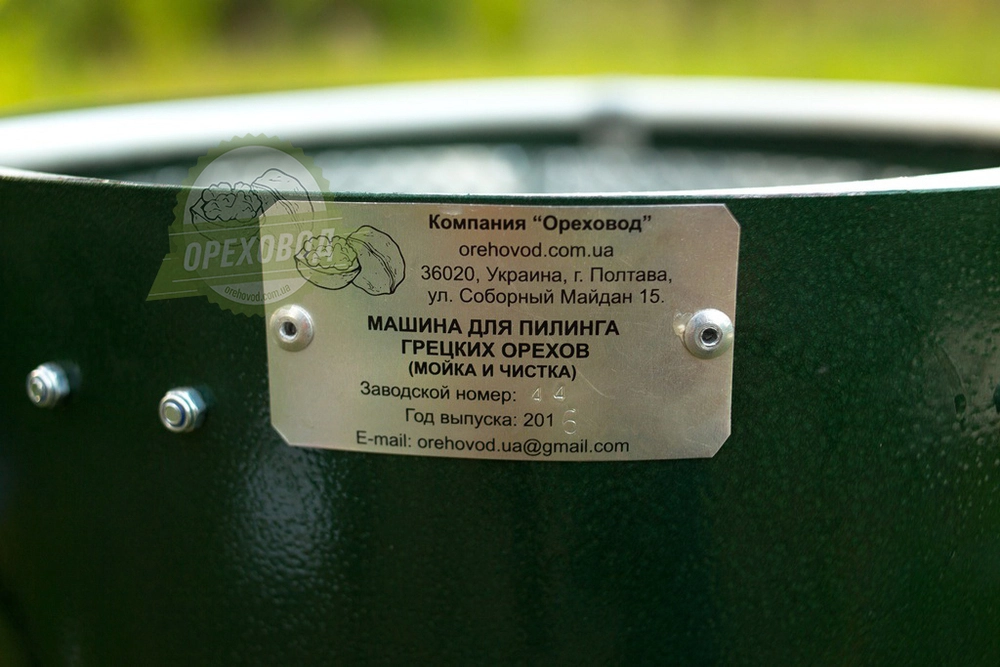 ОРЕХОВОД
orehovod.com.ua
Компания “Ореховод”
orehovod.com.ua
36020, Украина, г. Полтава,
ул. Соборный Майдан 15.
МАШИНА ДЛЯ ПИЛИНГА
ГРЕЦКИХ ОРЕХОВ
(МОЙКА И ЧИСТКА)
Заводской номер: 44
Год выпуска: 2016
E-mail: orehovod.ua@gmail.com